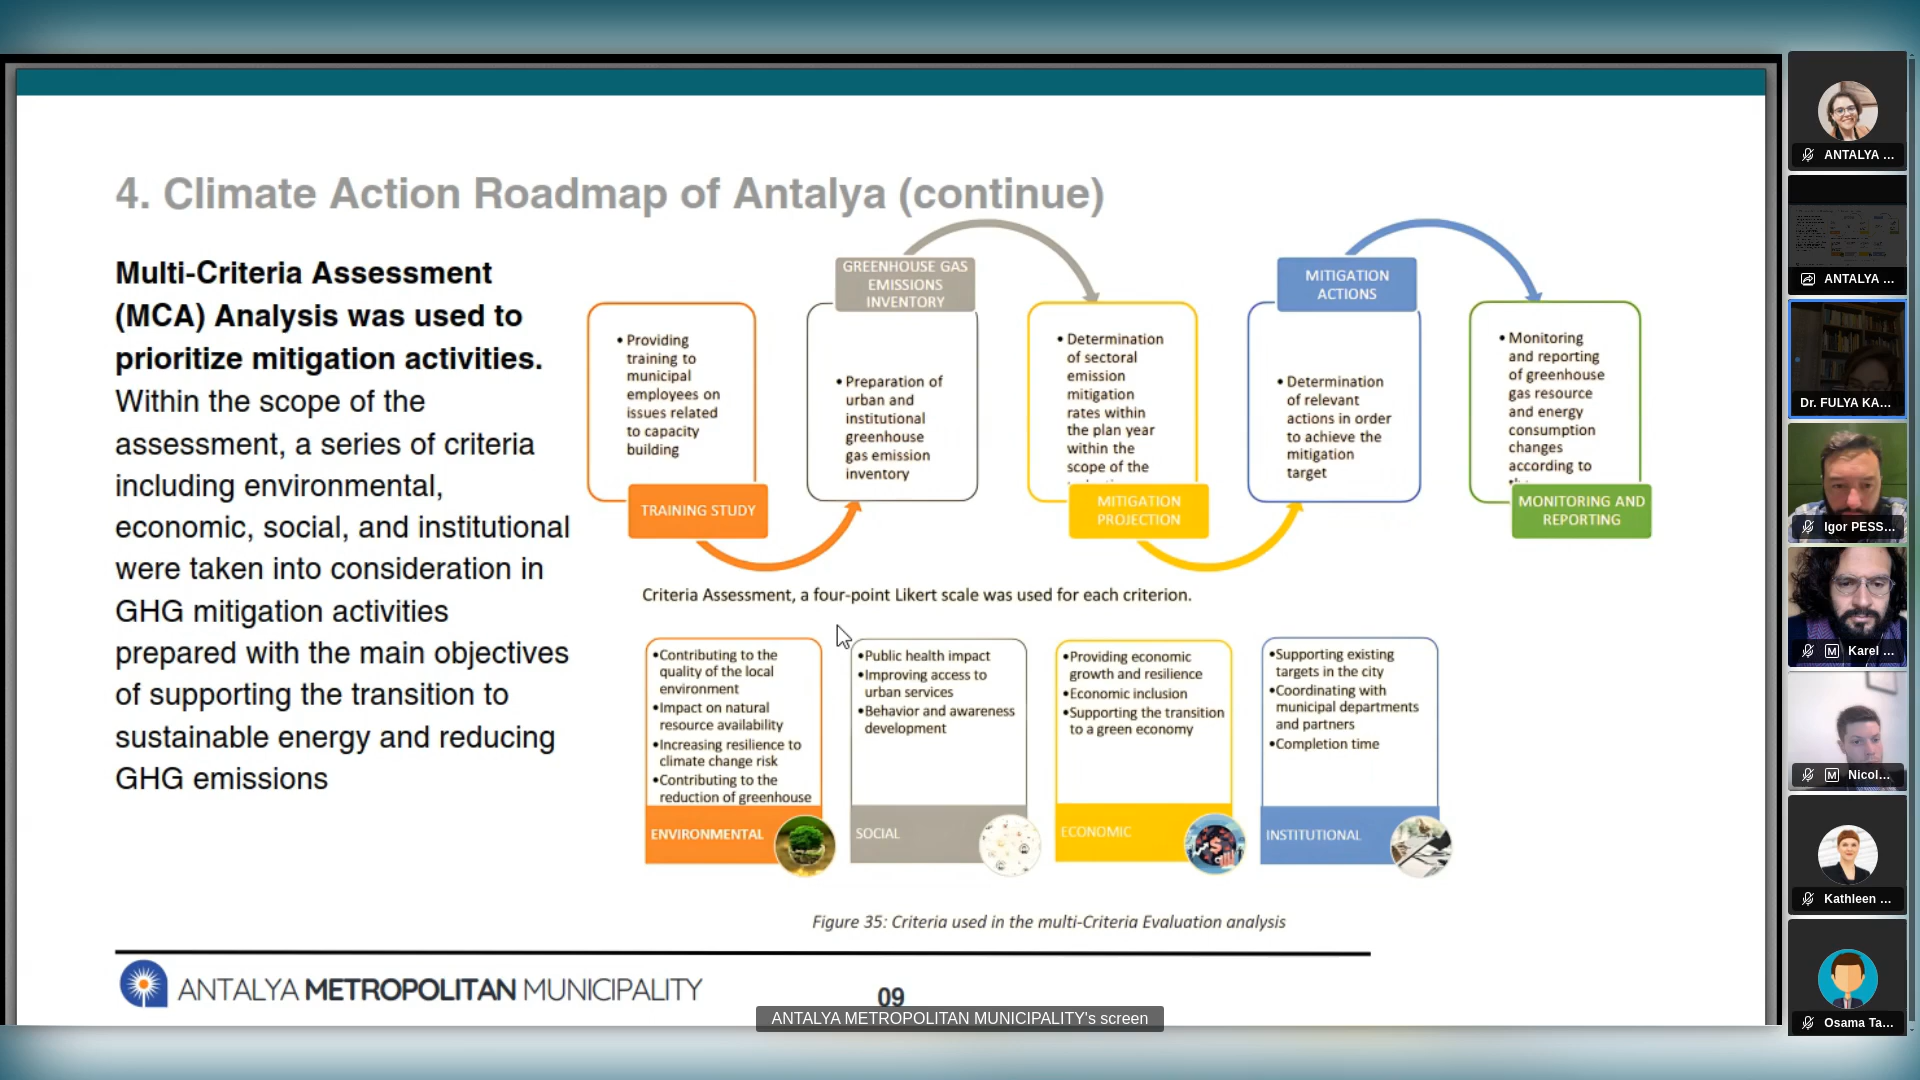 4. Climate Action Roadmap of Antalya (continue)
Multi-Criteria Assessment
(MCA) Analysis was used to
prioritize mitigation activities.
Within the scope of the
assessment, a series of criteria
including environmental,
economic, social, and institutional
were taken into consideration in
GHG mitigation activities
prepared with the main objectives
of supporting the transition to
sustainable energy and reducing
GHG emissions
• Providing
training to
municipal
employees on
issues related
to capacity
building
TRAINING STUDY
GREENHOUSE GAS
EMISSIONS
INVENTORY
• Preparation of
urban and
institutional
greenhouse
gas emission
inventory
• Determination
of sectoral
emission
mitigation
rates within
the plan year
within the
scope of the
MITIGATION
PROJECTION
MITIGATION
ACTIONS
• Determination
of relevant
actions in order
to achieve the
mitigation
target
• Monitoring
and reporting
of greenhouse
gas resource
and energy
consumption
changes
according to
MONITORING AND
REPORTING
Criteria Assessment, a four-point Likert scale was used for each criterion.
•Contributing to the
quality of the local
environment
•Impact on natural
resource availability
•Increasing resilience to
climate change risk
•Contributing to the
reduction of greenhouse
ENVIRONMENTAL
•Public health impact
•Improving access to
urban services
•Behavior and awareness
development
SOCIAL
•Providing economic
growth and resilience
•Economic inclusion
•Supporting the transition
to a green economy
ECONOMIC
•Supporting existing
targets in the city
•Coordinating with
municipal departments
and partners
•Completion time
INSTITUTIONAL
Figure 35: Criteria used in the multi-Criteria Evaluation analysis
ANTALYA METROPOLITAN MUNICIPALITY
09
ANTALYA METROPOLITAN MUNICIPALITY's screen
ANTALYA ...
ANTALYA ...
Dr. FULYA KA...
Igor PESS...
M Karel ...
M Nicol...
Kathleen ...
Osama Ta...